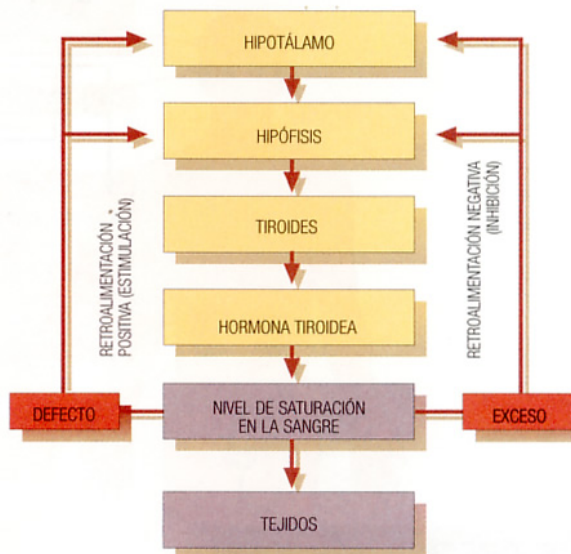 HIPOTÁLAMO
HIPÓFISIS
TIROIDES
HORMONA TIROIDEA
RETROALIMENTACIÓN
POSITIVA (ESTIMULACIÓN)
RETROALIMENTACIÓN NEGATIVA
(INHIBICIÓN)
DEFECTO
NIVEL DE SATURACIÓN
EN LA SANGRE
EXCESO
TEJIDOS